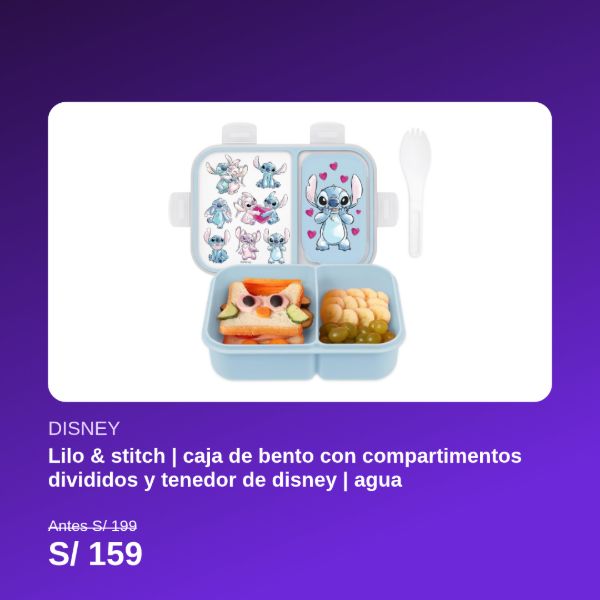 DISNEY
Lilo & stitch | caja de bento con compartimentos
divididos y tenedor de disney | agua
Antes S/ 199
S/ 159